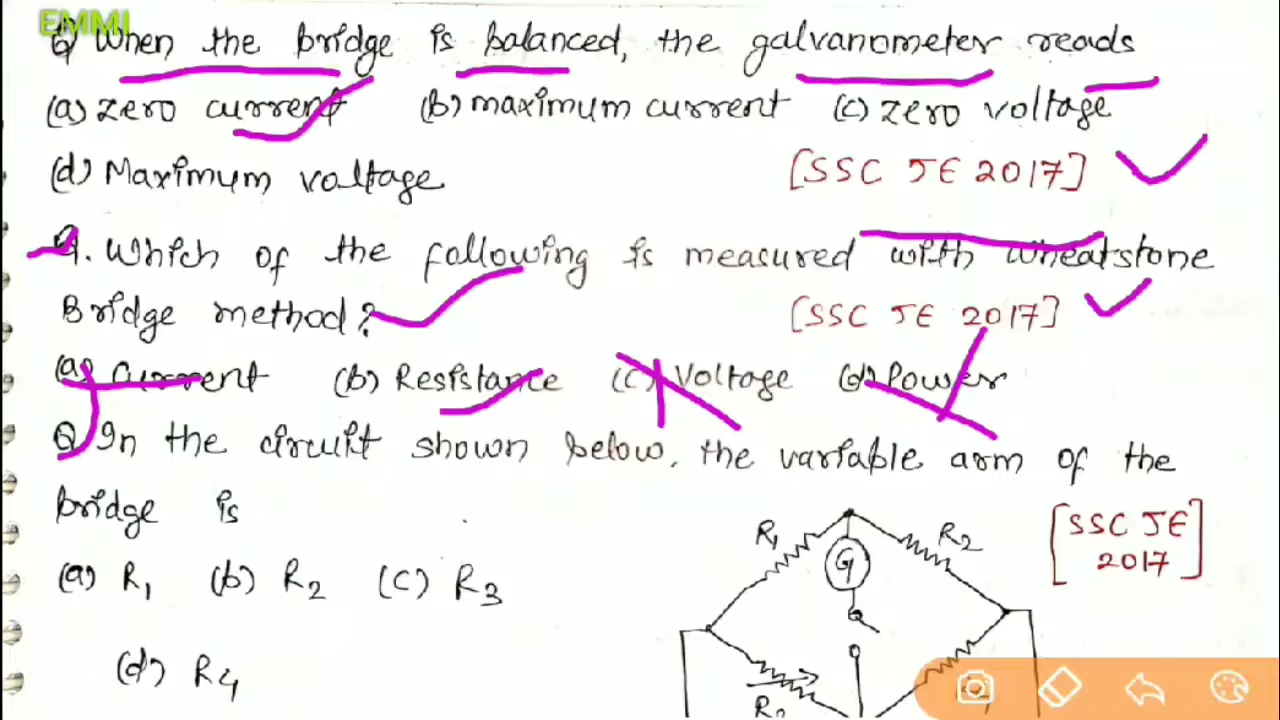 EMMI
Q When the bridge is balanced, the galvanometer reads
(a) zero current (b) maximum current (c) zero voltage
(d) Maximum voltage [SSC JE 2017]
Q. Which of the following is measured with wheatstone
Bridge method? [SSC JE 2017]
(a) current (b) Resistance (c) Voltage (d) Power
Q In the circuit shown below, the variable arm of the
bridge is
[SSC JE
2017]
(a) R1 (b) R2 (c) R3
(d) R4
R1 R2
G